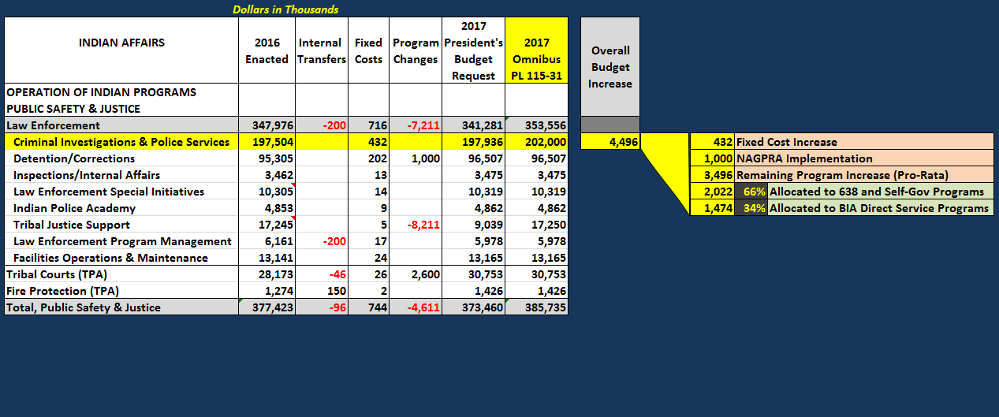 Dollars in Thousands
INDIAN AFFAIRS 2016 Enacted Internal Transfers Fixed Costs Program Changes 2017 President's Budget Request 2017 Omnibus PL 115-31 Overall Budget Increase
OPERATION OF INDIAN PROGRAMS
PUBLIC SAFETY & JUSTICE
Law Enforcement 347,976 -200 716 -7,211 341,281 353,556
Criminal Investigations & Police Services 197,504 432 197,936 202,000 4,496 432 Fixed Cost Increase
Detention/Corrections 95,305 202 1,000 96,507 96,507 1,000 NAGPRA Implementation
Inspections/Internal Affairs 3,462 13 3,475 3,475 3,496 Remaining Program Increase (Pro-Rata)
Law Enforcement Special Initiatives 10,305 14 10,319 10,319 2,022 66% Allocated to 638 and Self-Gov Programs
Indian Police Academy 4,853 9 4,862 4,862 1,474 34% Allocated to BIA Direct Service Programs
Tribal Justice Support 17,245 5 -8,211 9,039 17,250
Law Enforcement Program Management 6,161 -200 17 5,978 5,978
Facilities Operations & Maintenance 13,141 24 13,165 13,165
Tribal Courts (TPA) 28,173 -46 26 2,600 30,753 30,753
Fire Protection (TPA) 1,274 150 2 1,426 1,426
Total, Public Safety & Justice 377,423 -96 744 -4,611 373,460 385,735